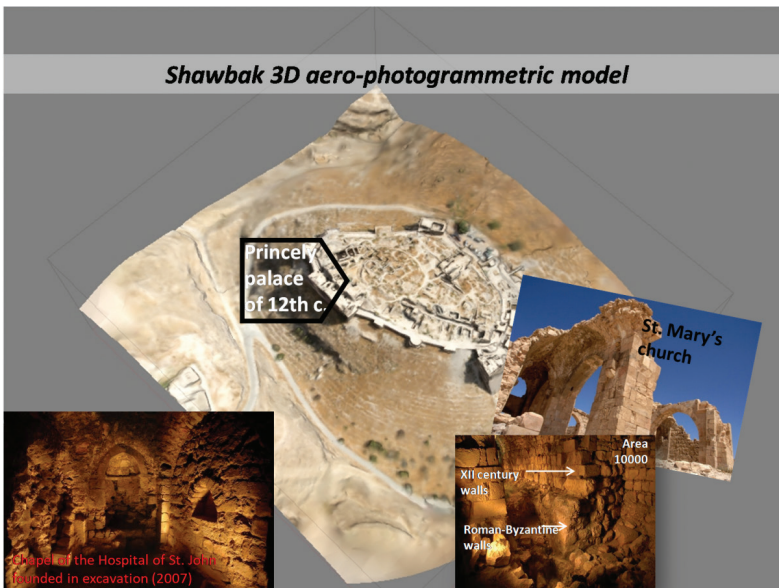 Shawbak 3D aero-photogrammetric model
Princely
palace
of 12th c.
St. Mary's
church
Area
10000
XII century
walls
Roman-Byzantine
walls
Chapel of the Hospital of St. John
founded in excavation (2007)